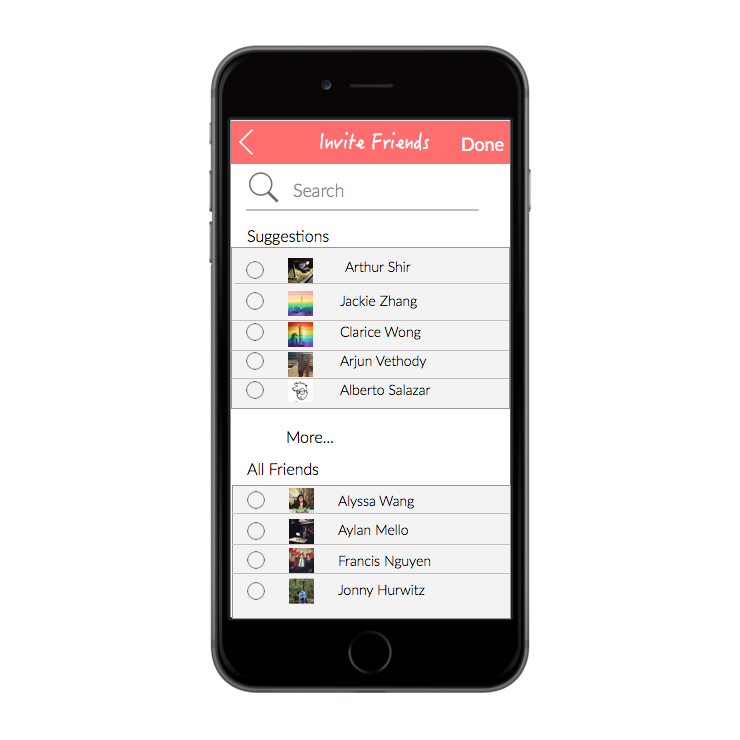 Invite Friends
Done
Search
Suggestions
Arthur Shir
Jackie Zhang
Clarice Wong
Arjun Vethody
Alberto Salazar
More...
All Friends
Alyssa Wang
Aylan Mello
Francis Nguyen
Jonny Hurwitz